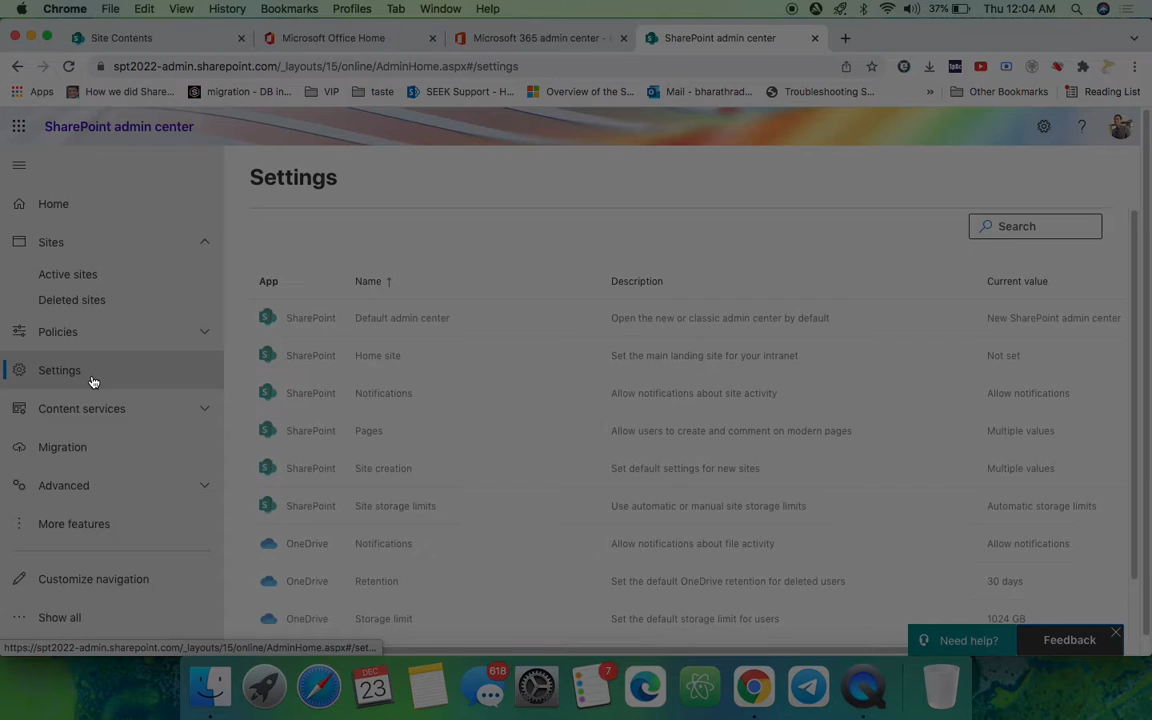 Chrome File Edit View History Bookmarks Profiles Tab Window Help 37% Thu 12:04 AM
Site Contents Microsoft Office Home Microsoft 365 admin center - SharePoint admin center
spt2022-admin.sharepoint.com/_layouts/15/online/AdminHome.aspx#/settings
Apps How we did Share... migration - DB in... VIP taste SEEK Support - H... Overview of the S... Mail - bharathrad... Troubleshooting S... » Other Bookmarks Reading List
SharePoint admin center ?
Settings
Home
Search
Sites
Active sites
App Name ↑ Description Current value
Deleted sites
SharePoint Default admin center Open the new or classic admin center by default New SharePoint admin center
Policies
SharePoint Home site Set the main landing site for your intranet Not set
Settings
SharePoint Notifications Allow notifications about site activity Allow notifications
Content services
SharePoint Pages Allow users to create and comment on modern pages Multiple values
Migration
SharePoint Site creation Set default settings for new sites Multiple values
Advanced
SharePoint Site storage limits Use automatic or manual site storage limits Automatic storage limits
More features
OneDrive Notifications Allow notifications about file activity Allow notifications
Customize navigation
OneDrive Retention Set the default OneDrive retention for deleted users 30 days
Show all
OneDrive Storage limit Set the default storage limit for users 1024 GB
Need help? Feedback
https://spt2022-admin.sharepoint.com/_layouts/15/online/AdminHome.aspx#/set...
DEC
23
618
7